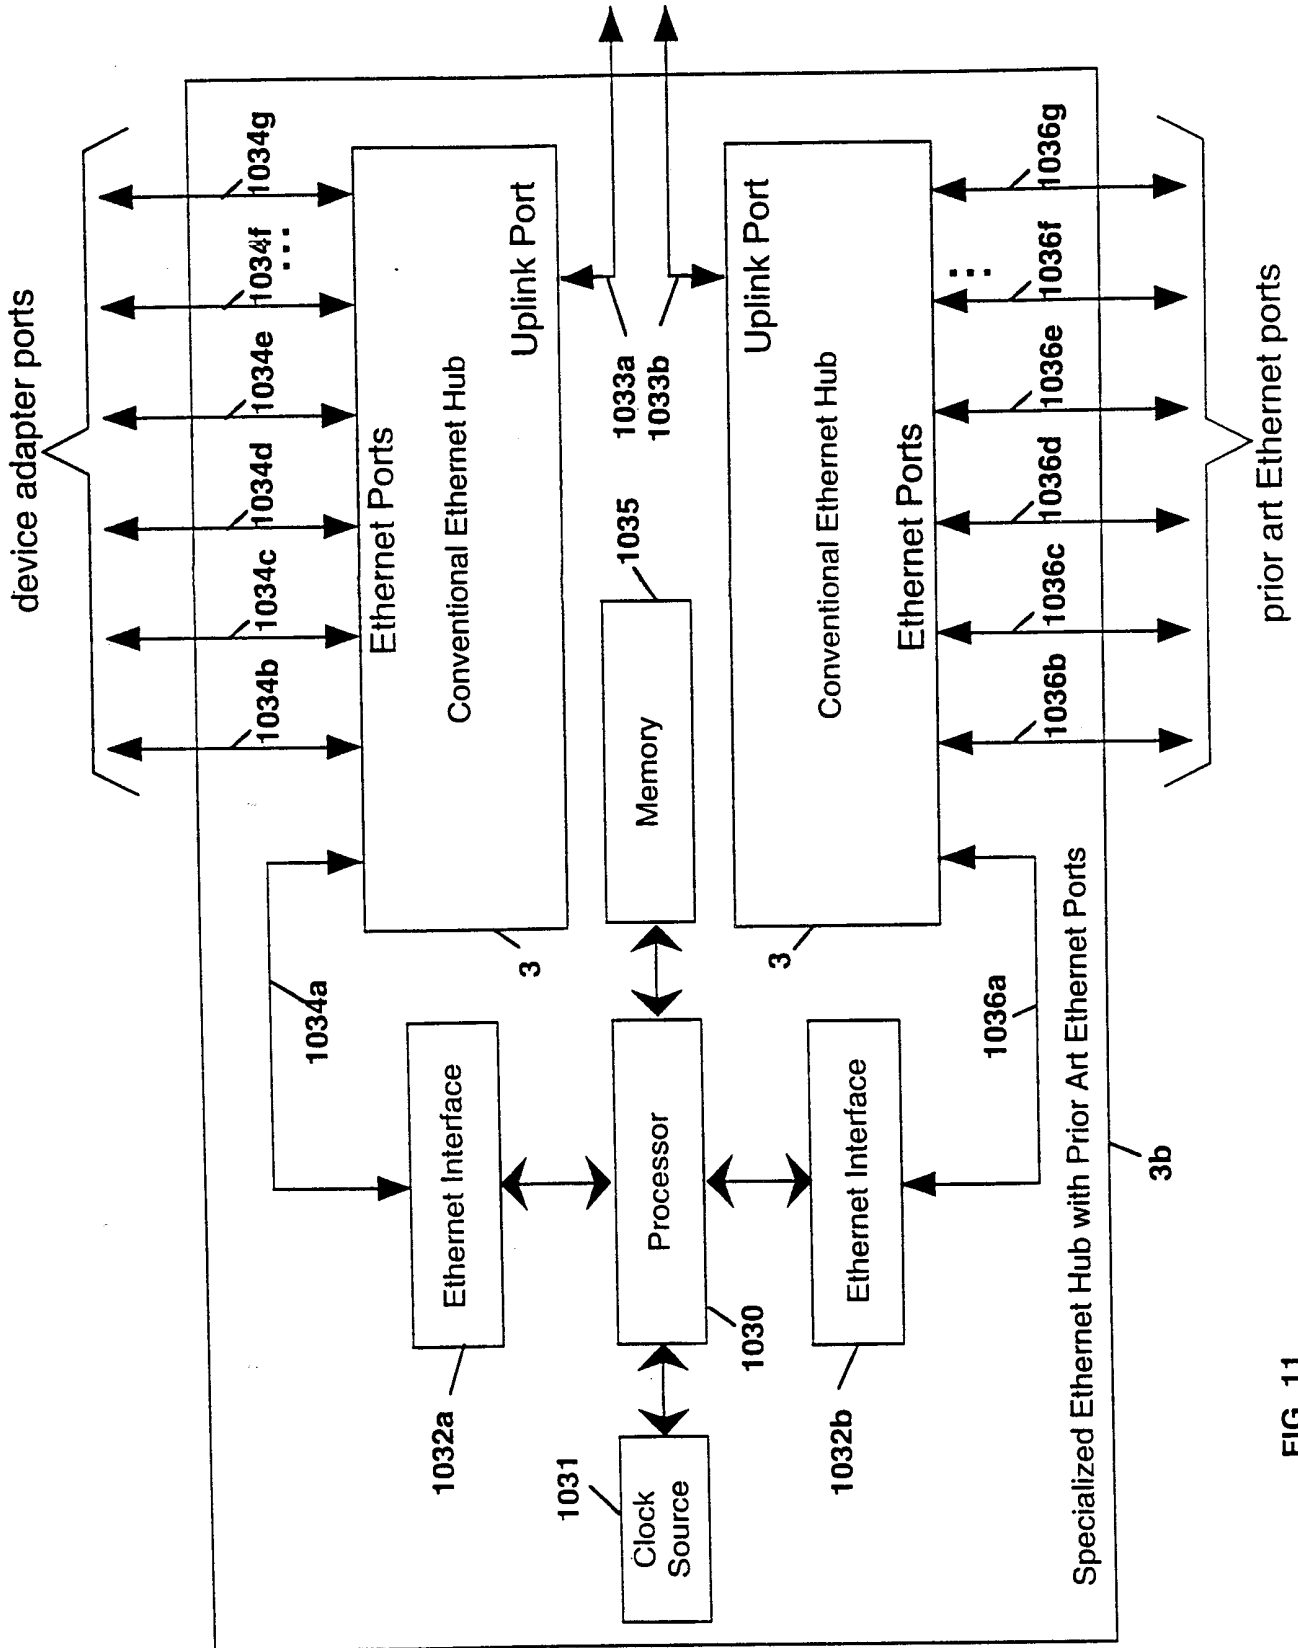 device adapter ports
1034b
1034c
1034d
1034e
1034f
1034g
1034a
Ethernet Ports
Conventional Ethernet Hub
Uplink Port
3
1032a
Ethernet Interface
1033a
1033b
1031
Clock
Source
Processor
1030
Memory
1035
1032b
Ethernet Interface
3
Uplink Port
Conventional Ethernet Hub
Ethernet Ports
1036a
1036b
1036c
1036d
1036e
1036f
1036g
Specialized Ethernet Hub with Prior Art Ethernet Ports
3b
prior art Ethernet ports
FIG. 11